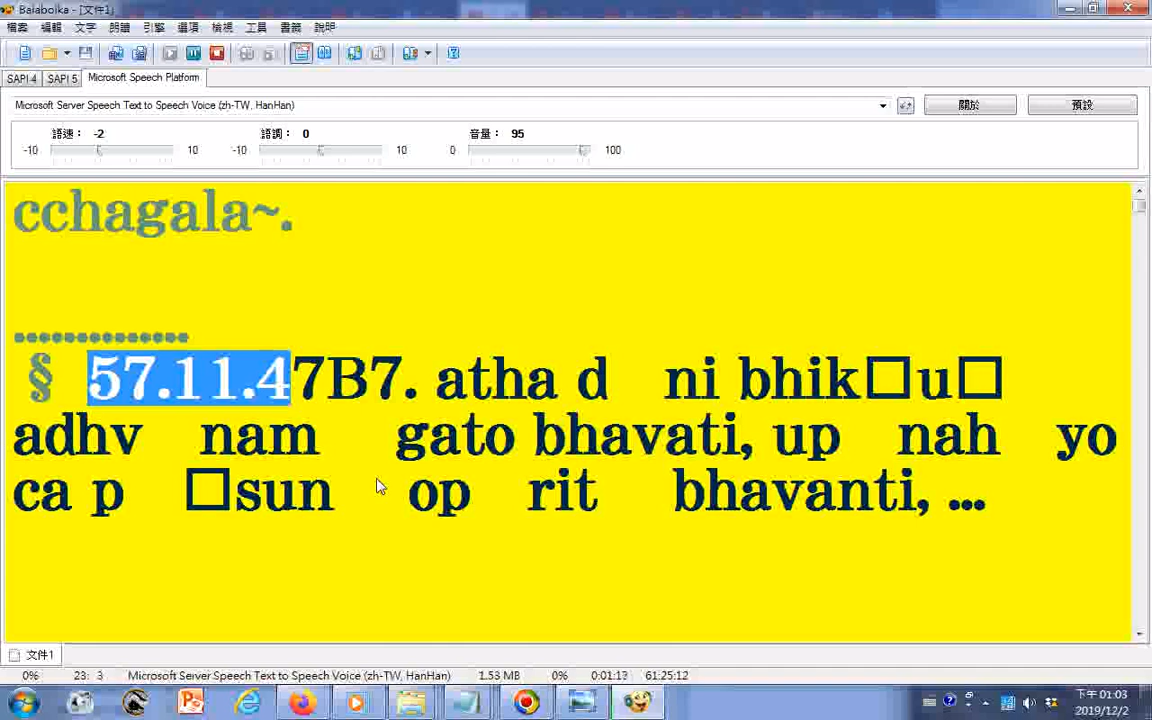 Balabolka - [文件1]
檔案 編輯 文字 朗讀 引擎 選項 檢視 工具 書籤 說明
SAPI 4 SAPI 5 Microsoft Speech Platform
Microsoft Server Speech Text to Speech Voice (zh-TW, HanHan) 關於 預設
語速： -2 語調： 0 音量： 95
-10 10 -10 10 0 100
cchagala~.
..............
§ 57.11.47B7. atha d ni bhik□u□
adhv nam gato bhavati, up nah yo
ca p □sun op rit bhavanti, ...
文件1
0% 23: 3 Microsoft Server Speech Text to Speech Voice (zh-TW, HanHan) 1.53 MB 0% 0:01:13 61:25:12
下午 01:03
2019/12/2